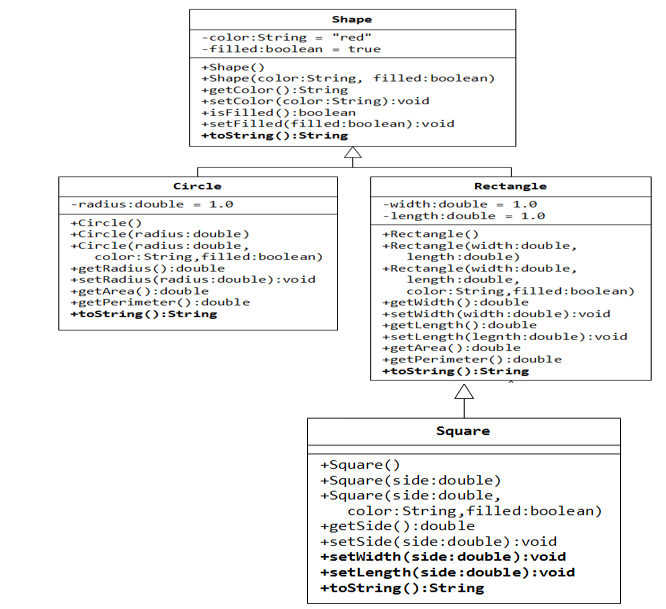 Shape
-color:String = "red"
-filled:boolean = true
+Shape()
+Shape(color:String, filled:boolean)
+getColor():String
+setColor(color:String):void
+isFilled():boolean
+setFilled(filled:boolean):void
+toString():String
Circle
-radius:double = 1.0
+Circle()
+Circle(radius:double)
+Circle(radius:double,
color:String,filled:boolean)
+getRadius():double
+setRadius(radius:double):void
+getArea():double
+getPerimeter():double
+toString():String
Rectangle
-width:double = 1.0
-length:double = 1.0
+Rectangle()
+Rectangle(width:double,
length:double)
+Rectangle(width:double,
length:double,
color:String,filled:boolean)
+getWidth():double
+setWidth(width:double):void
+getLength():double
+setLength(legnth:double):void
+getArea():double
+getPerimeter():double
+toString():String
Square
+Square()
+Square(side:double)
+Square(side:double,
color:String,filled:boolean)
+getSide():double
+setSide(side:double):void
+setWidth(side:double):void
+setLength(side:double):void
+toString():String